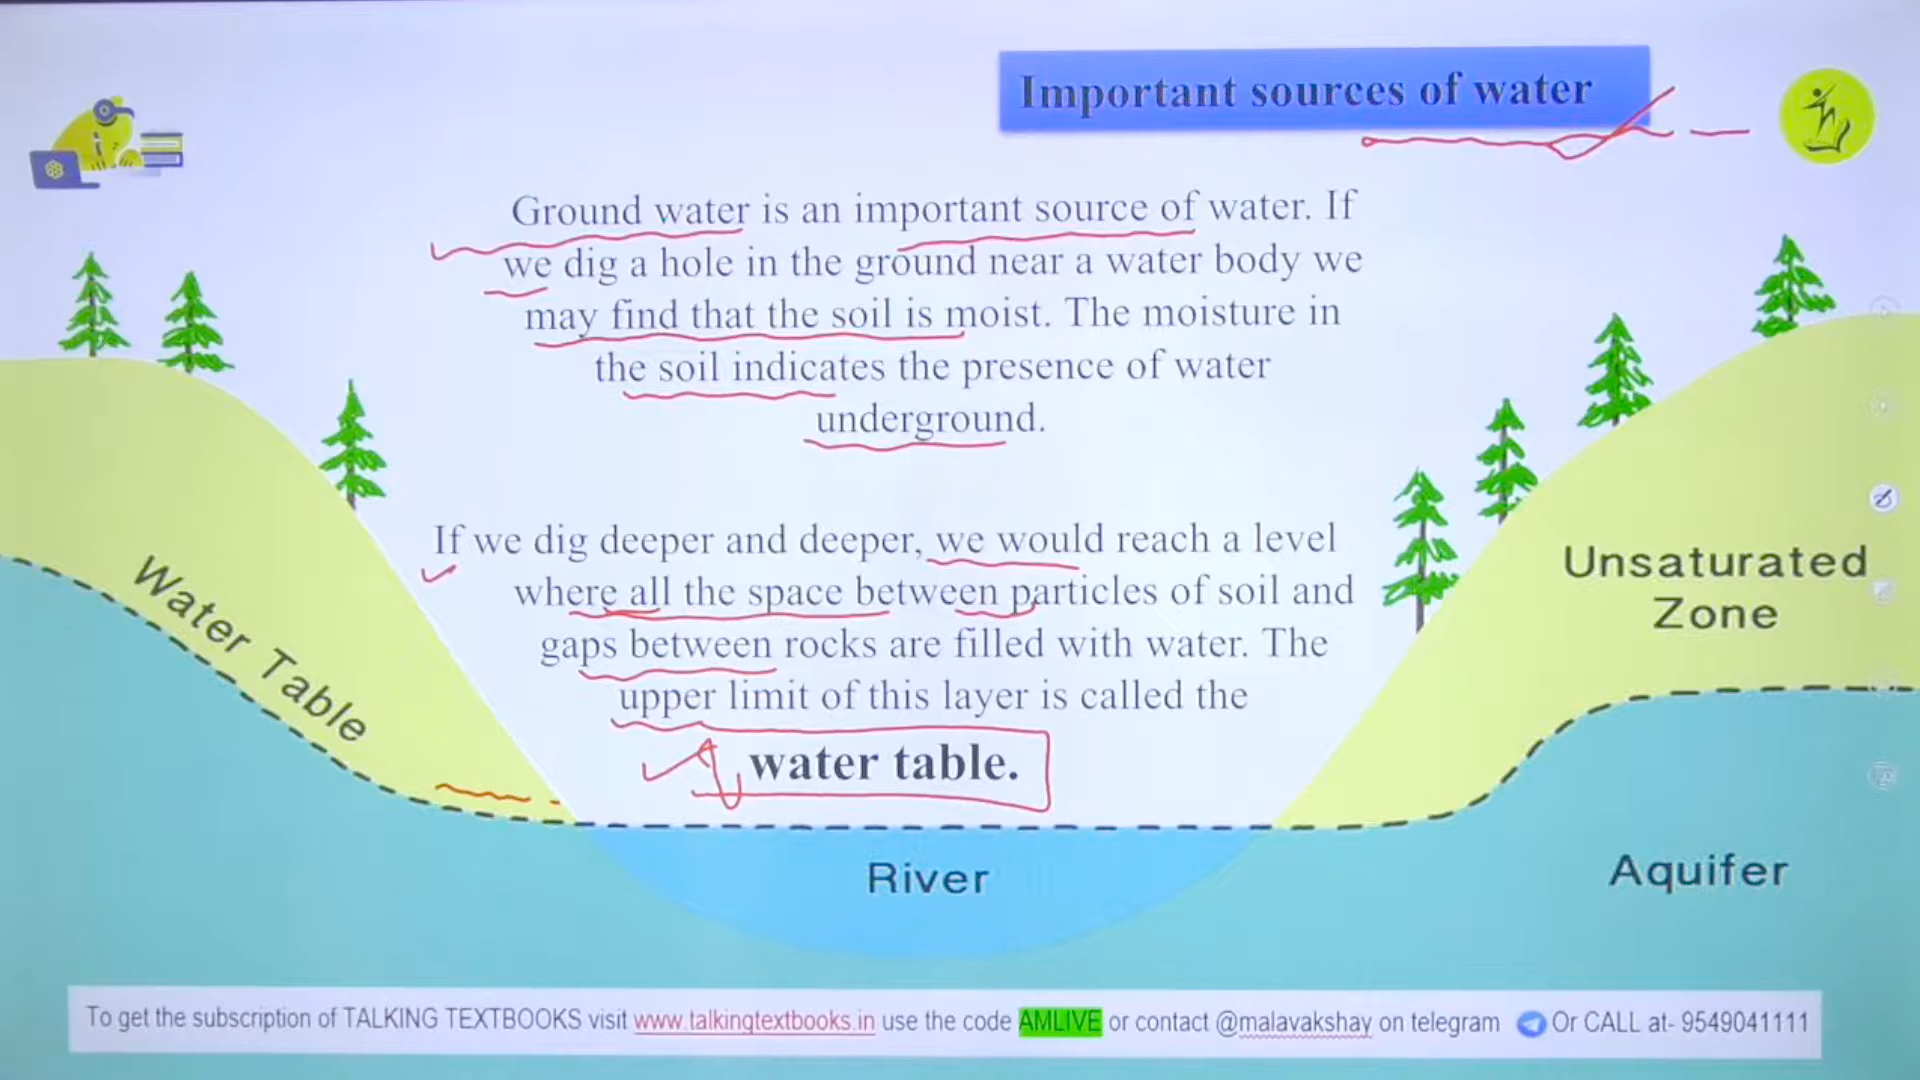 Important sources of water
Ground water is an important source of water. If
we dig a hole in the ground near a water body we
may find that the soil is moist. The moisture in
the soil indicates the presence of water
underground.
If we dig deeper and deeper, we would reach a level
where all the space between particles of soil and
gaps between rocks are filled with water. The
upper limit of this layer is called the
water table.
Water Table
Unsaturated
Zone
River
Aquifer
To get the subscription of TALKING TEXTBOOKS visit www.talkingtextbooks.in use the code AMLIVE or contact @malavakshay on telegram Or CALL at- 9549041111